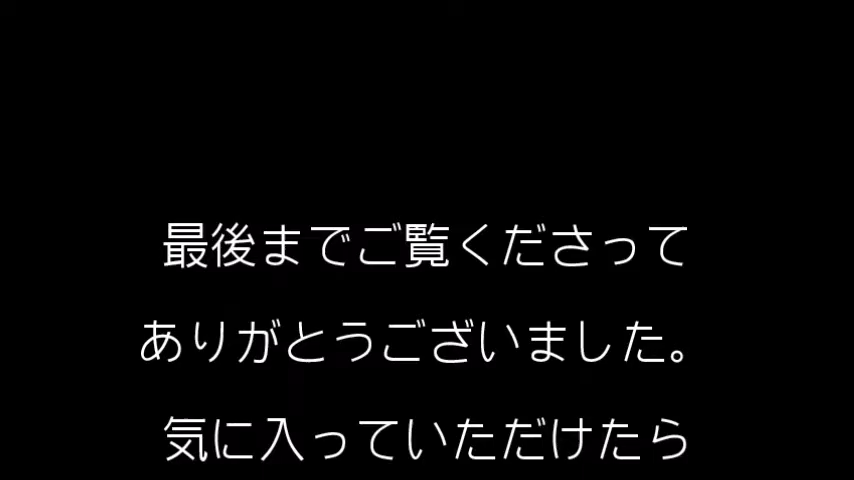 最後までご覧くださって
ありがとうございました。
気に入っていただけたら